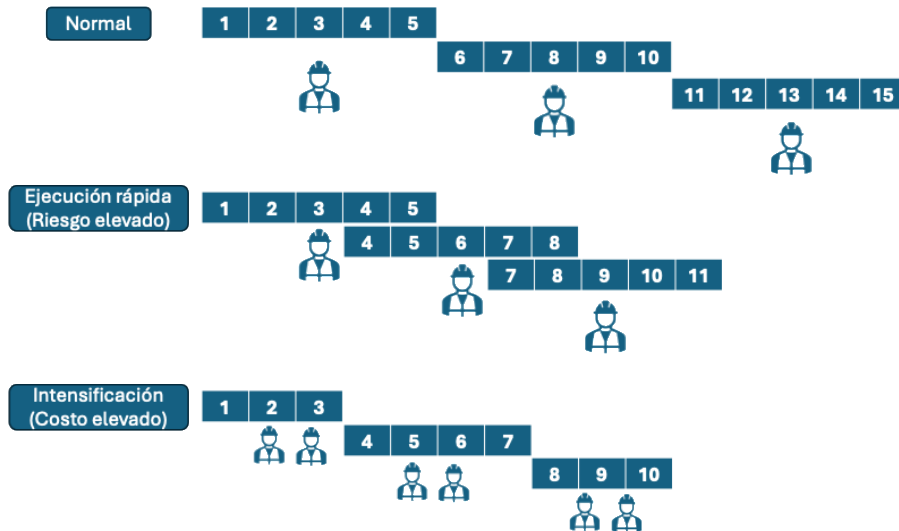 Normal
1 2 3 4 5
6 7 8 9 10
11 12 13 14 15
Ejecución rápida
(Riesgo elevado)
1 2 3 4 5
4 5 6 7 8
7 8 9 10 11
Intensificación
(Costo elevado)
1 2 3
4 5 6 7
8 9 10